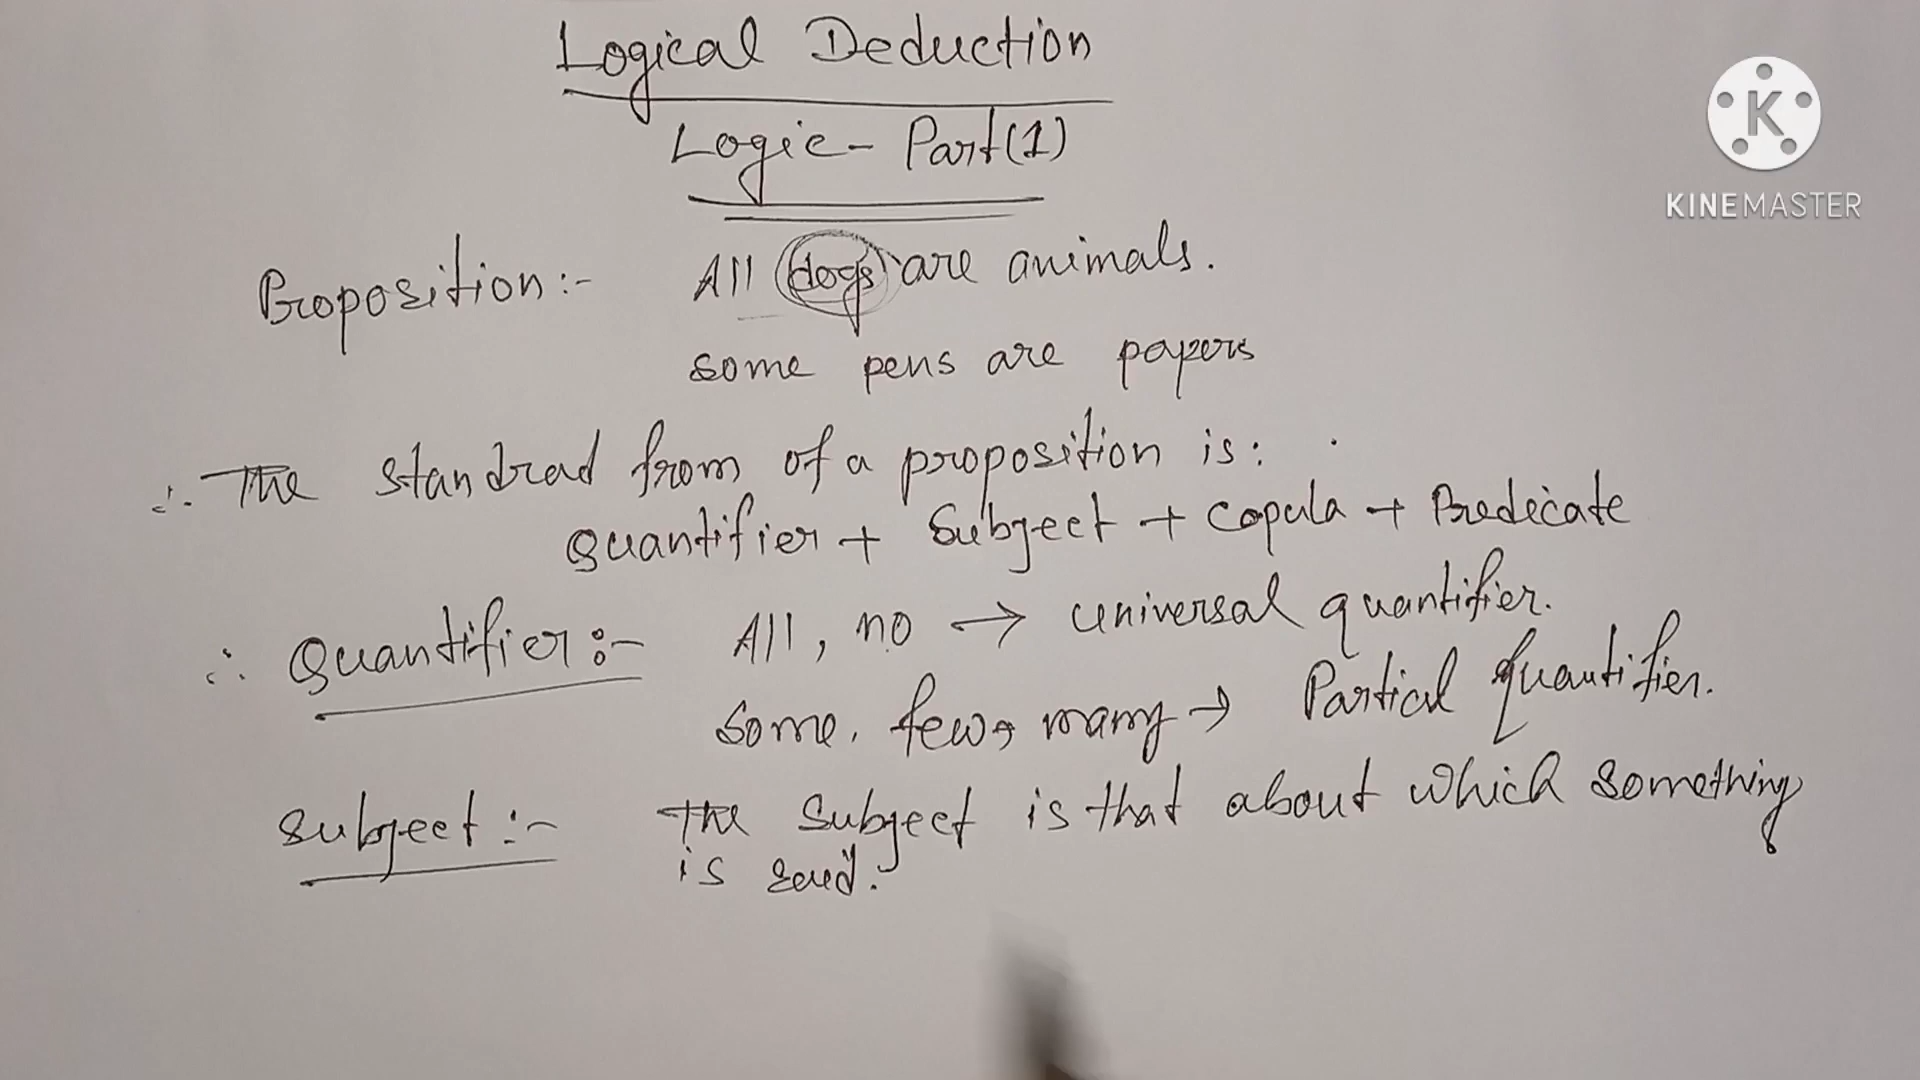 Logical Deduction
Logic - Part (1)
K
KINEMASTER
Proposition :- All dogs are animals.
some pens are papers
∴ The standrad from of a proposition is :
Quantifier + Subject + Copula + Predicate
∴ Quantifier :- All, no → universal quantifier.
Some, few, many → Partical quantifier.
Subject :- The Subject is that about which something
is said.